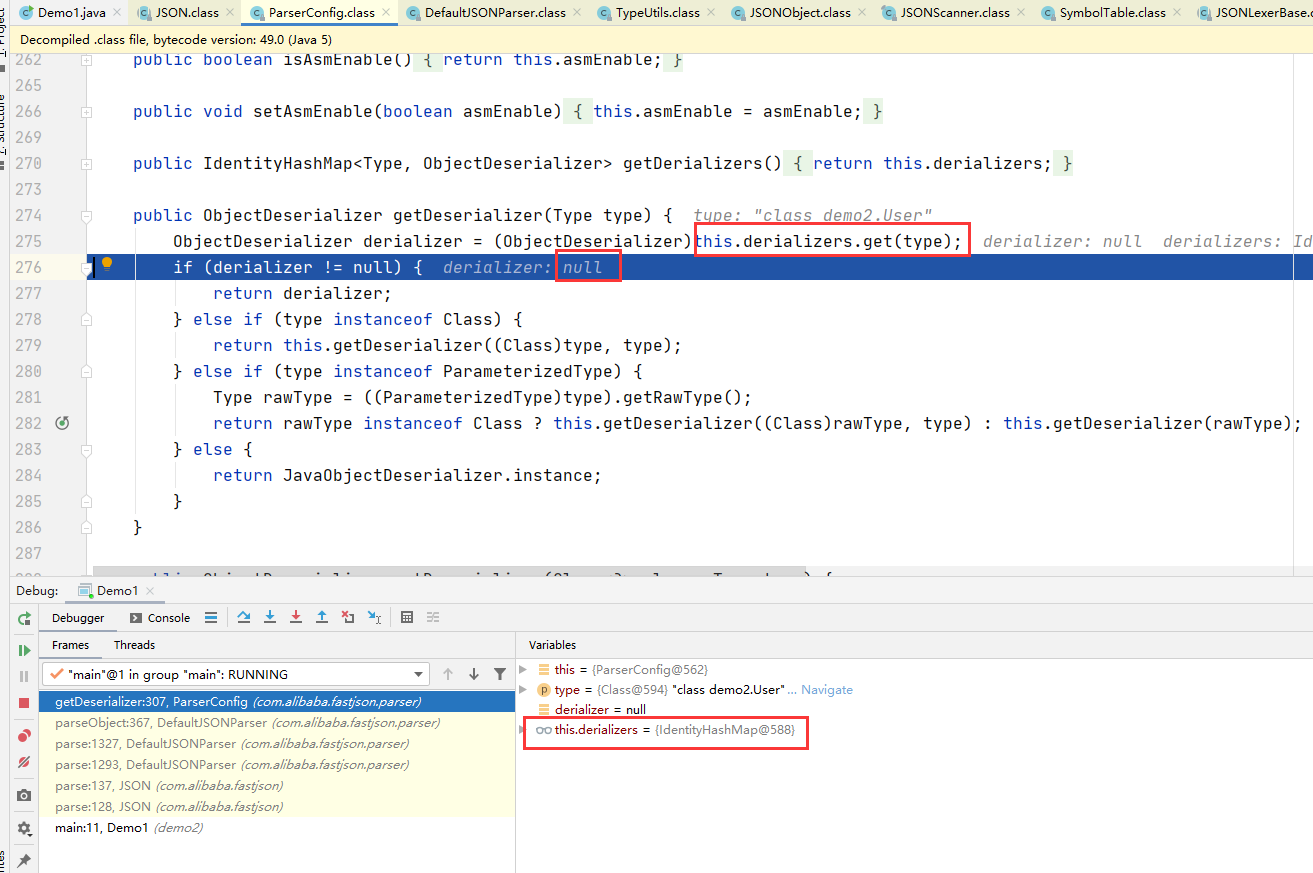 Demo1.java JSON.class ParserConfig.class DefaultJSONParser.class TypeUtils.class JSONObject.class JSONScanner.class SymbolTable.class JSONLexerBase.c
Decompiled .class file, bytecode version: 49.0 (Java 5)
262 public boolean isAsmEnable() { return this.asmEnable; }
265
266 public void setAsmEnable(boolean asmEnable) { this.asmEnable = asmEnable; }
269
270 public IdentityHashMap<Type, ObjectDeserializer> getDerializers() { return this.derializers; }
273
274 public ObjectDeserializer getDeserializer(Type type) { type: "class demo2.User"
275 ObjectDeserializer derializer = (ObjectDeserializer)this.derializers.get(type); derializer: null derializers: Id
276 if (derializer != null) { derializer: null
277 return derializer;
278 } else if (type instanceof Class) {
279 return this.getDeserializer((Class)type, type);
280 } else if (type instanceof ParameterizedType) {
281 Type rawType = ((ParameterizedType)type).getRawType();
282 return rawType instanceof Class ? this.getDeserializer((Class)rawType, type) : this.getDeserializer(rawType);
283 } else {
284 return JavaObjectDeserializer.instance;
285 }
286 }
287
Debug: Demo1
Debugger Console
Frames Threads
Variables
"main"@1 in group "main": RUNNING
getDeserializer:307, ParserConfig (com.alibaba.fastjson.parser)
parseObject:367, DefaultJSONParser (com.alibaba.fastjson.parser)
parse:1327, DefaultJSONParser (com.alibaba.fastjson.parser)
parse:1293, DefaultJSONParser (com.alibaba.fastjson.parser)
parse:137, JSON (com.alibaba.fastjson)
parse:128, JSON (com.alibaba.fastjson)
main:11, Demo1 (demo2)
this = {ParserConfig@562}
type = {Class@594} "class demo2.User"... Navigate
derializer = null
this.derializers = {IdentityHashMap@588}